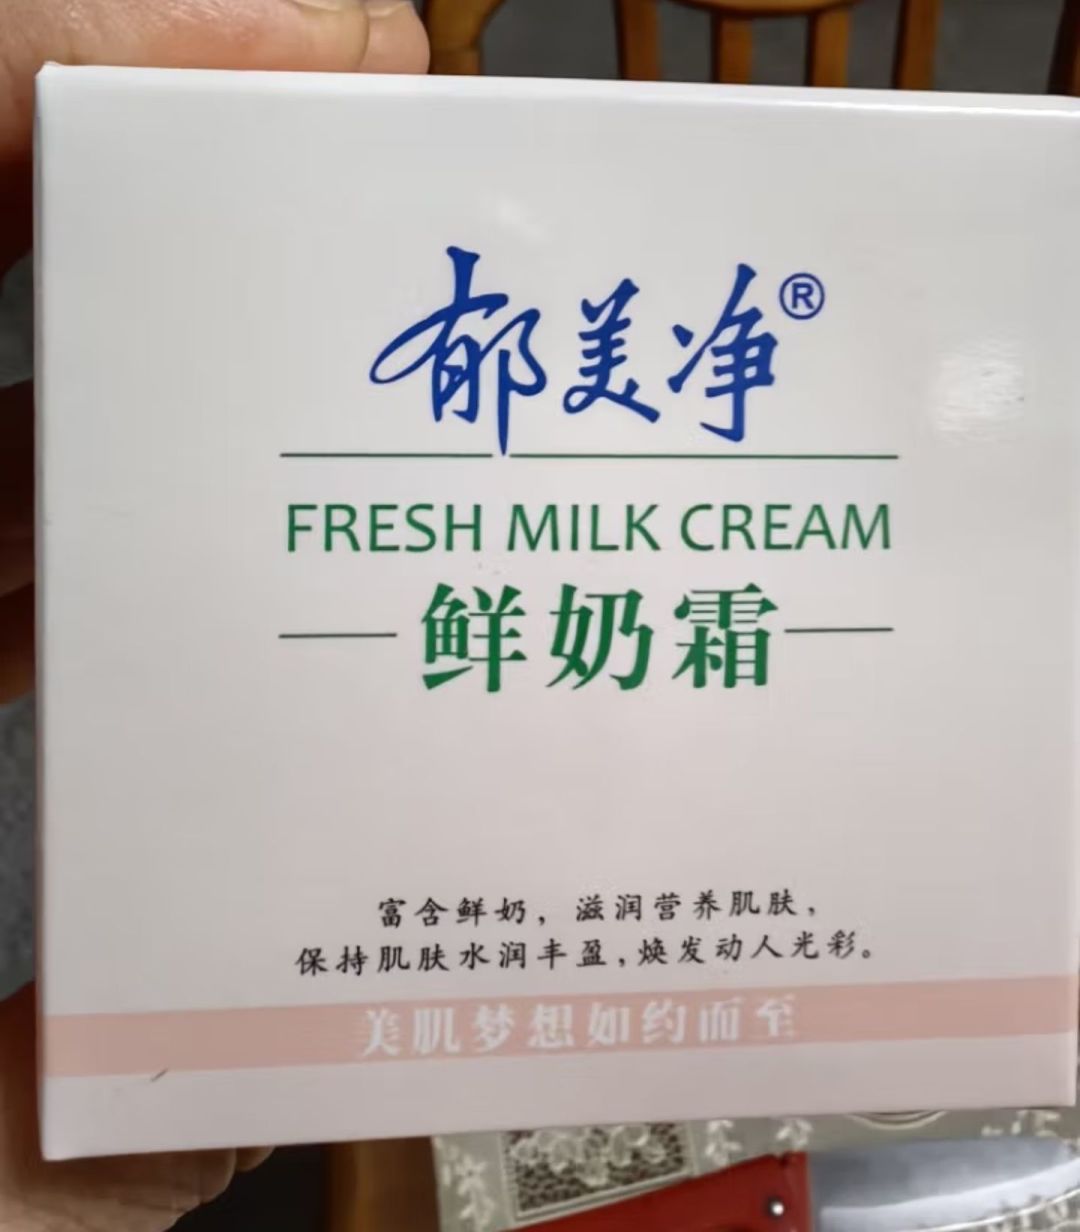 郁美净®
FRESH MILK CREAM
鲜奶霜
富含鲜奶，滋润营养肌肤，
保持肌肤水润丰盈，焕发动人光彩。
美肌梦想如约而至